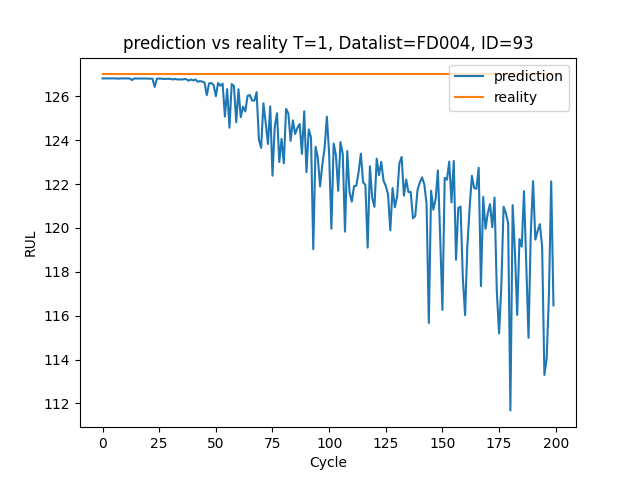 prediction vs reality T=1, Datalist=FD004, ID=93
prediction
reality
RUL
126
124
122
120
118
116
114
112
0 25 50 75 100 125 150 175 200
Cycle